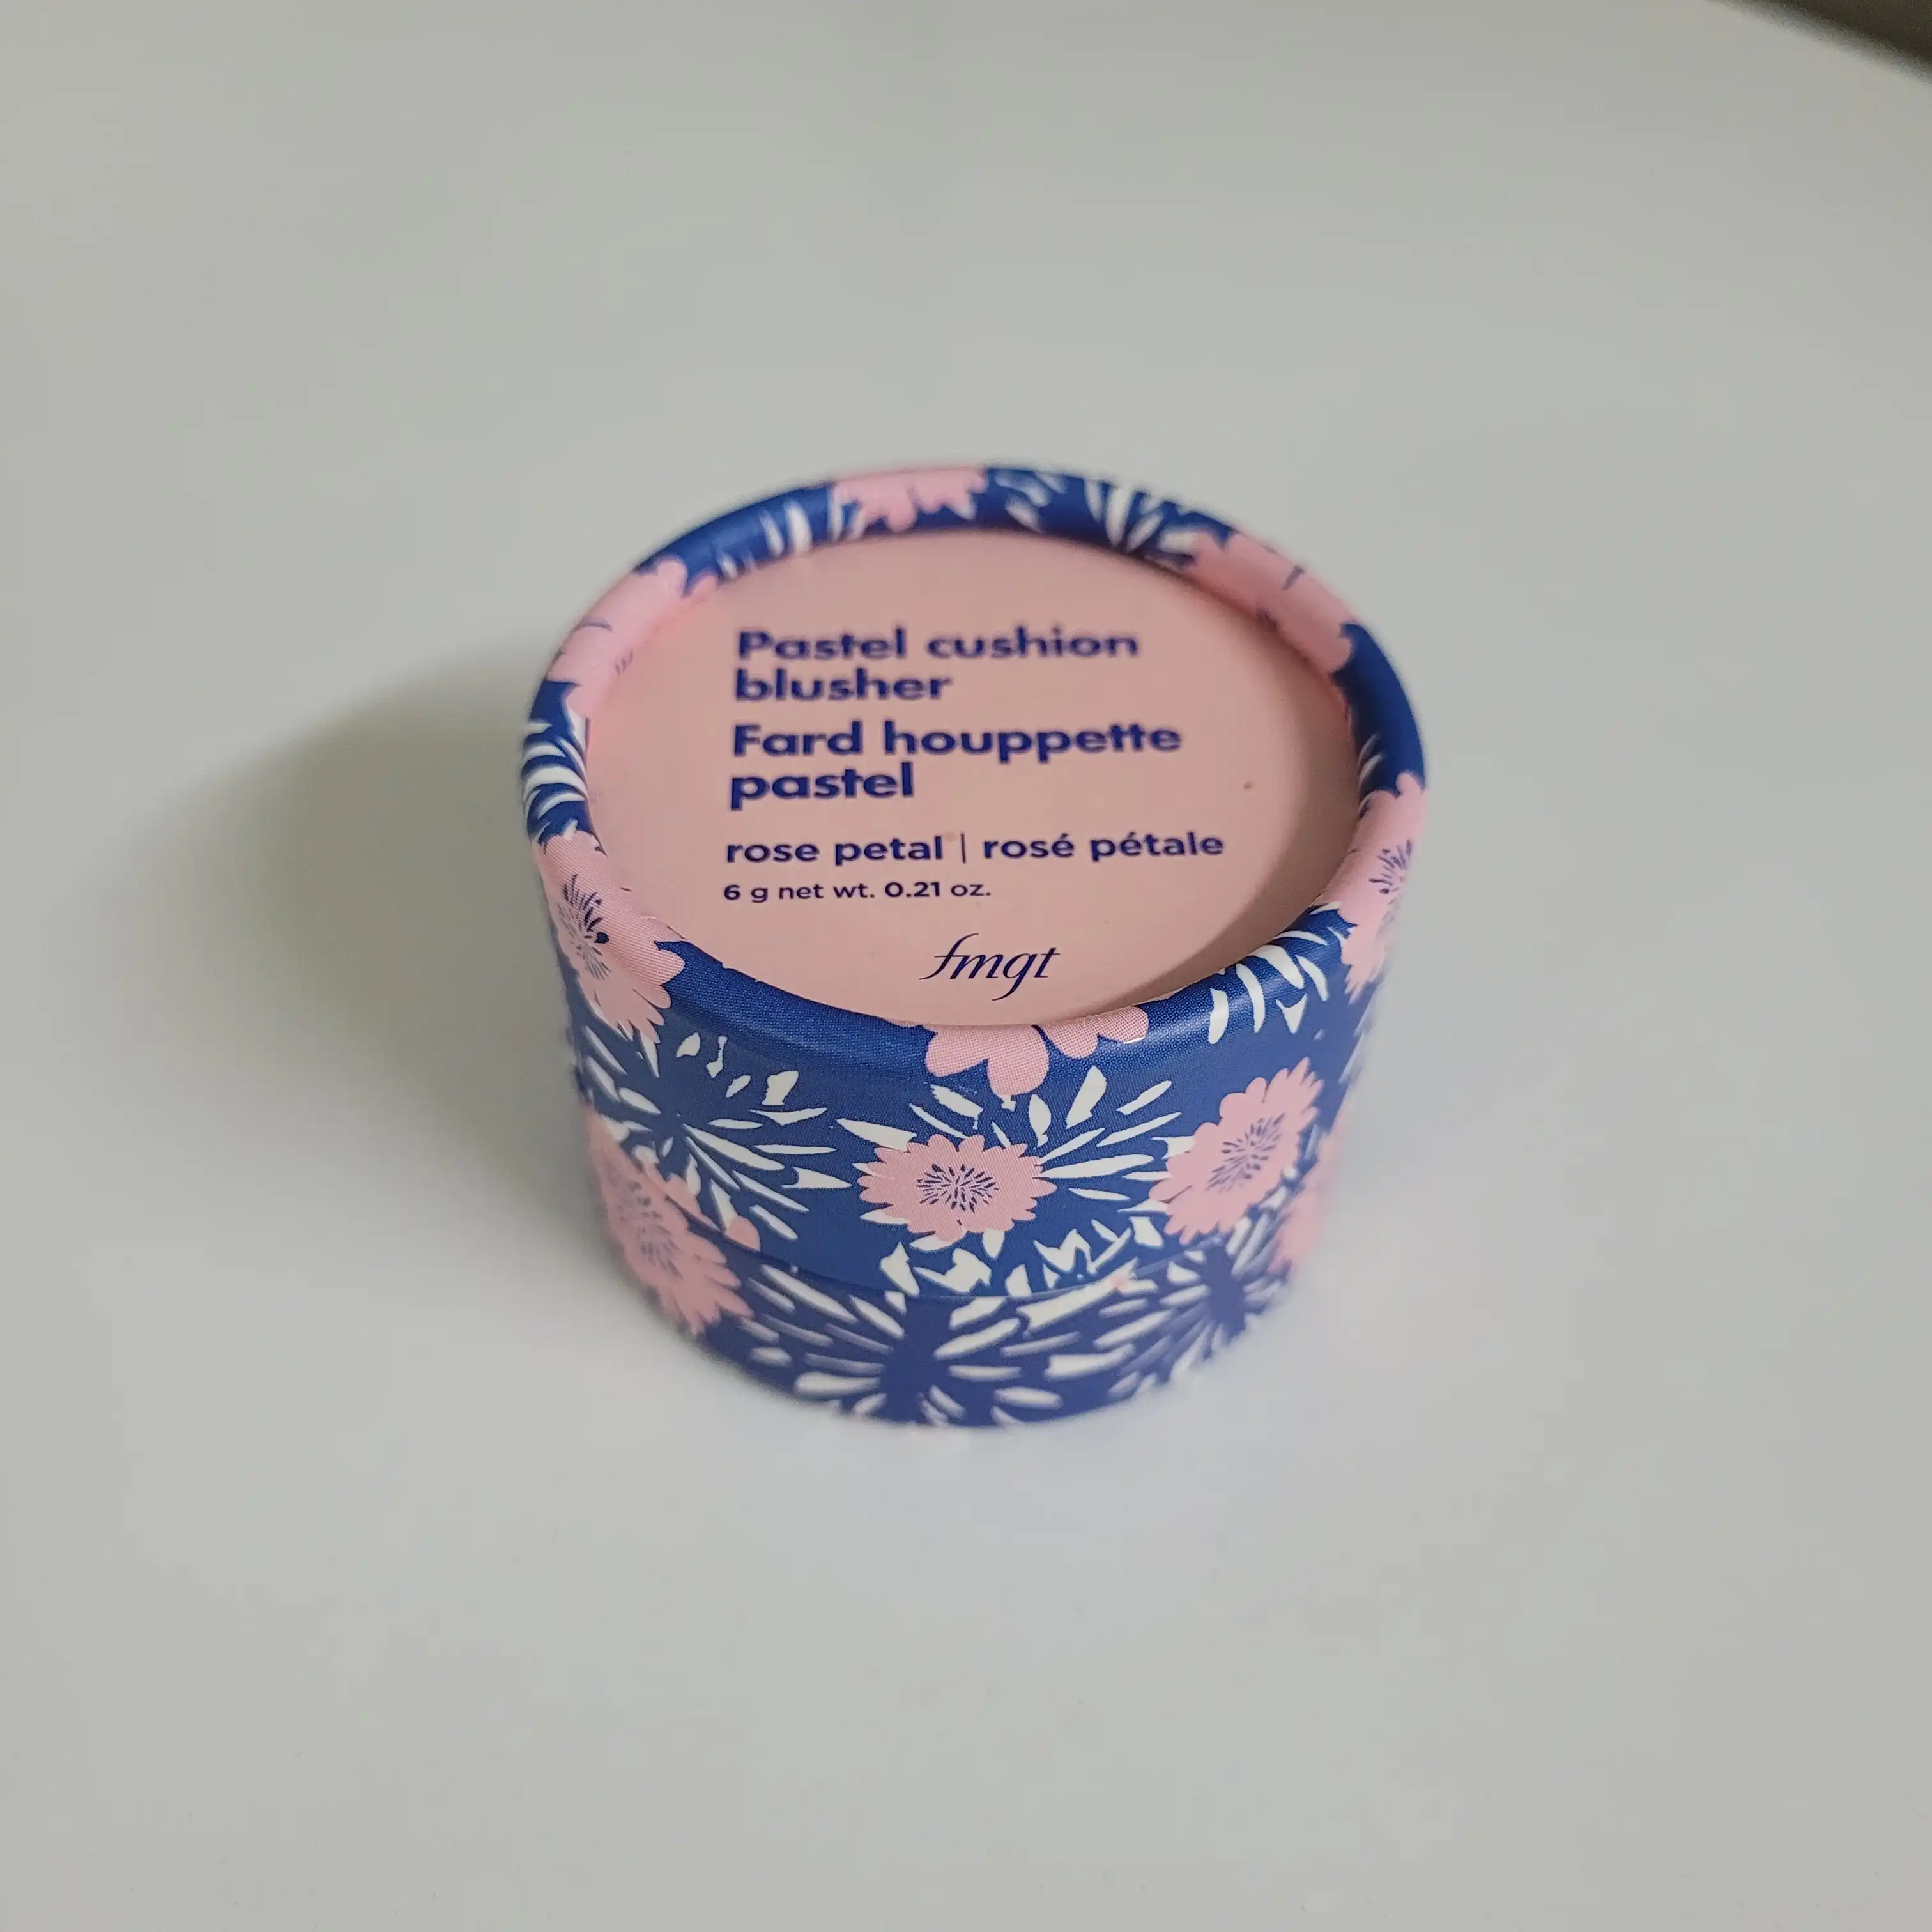 Pastel cushion
blusher
Fard houppette
pastel
rose petal | rosé pétale
6 g net wt. 0.21 oz.
fmgt